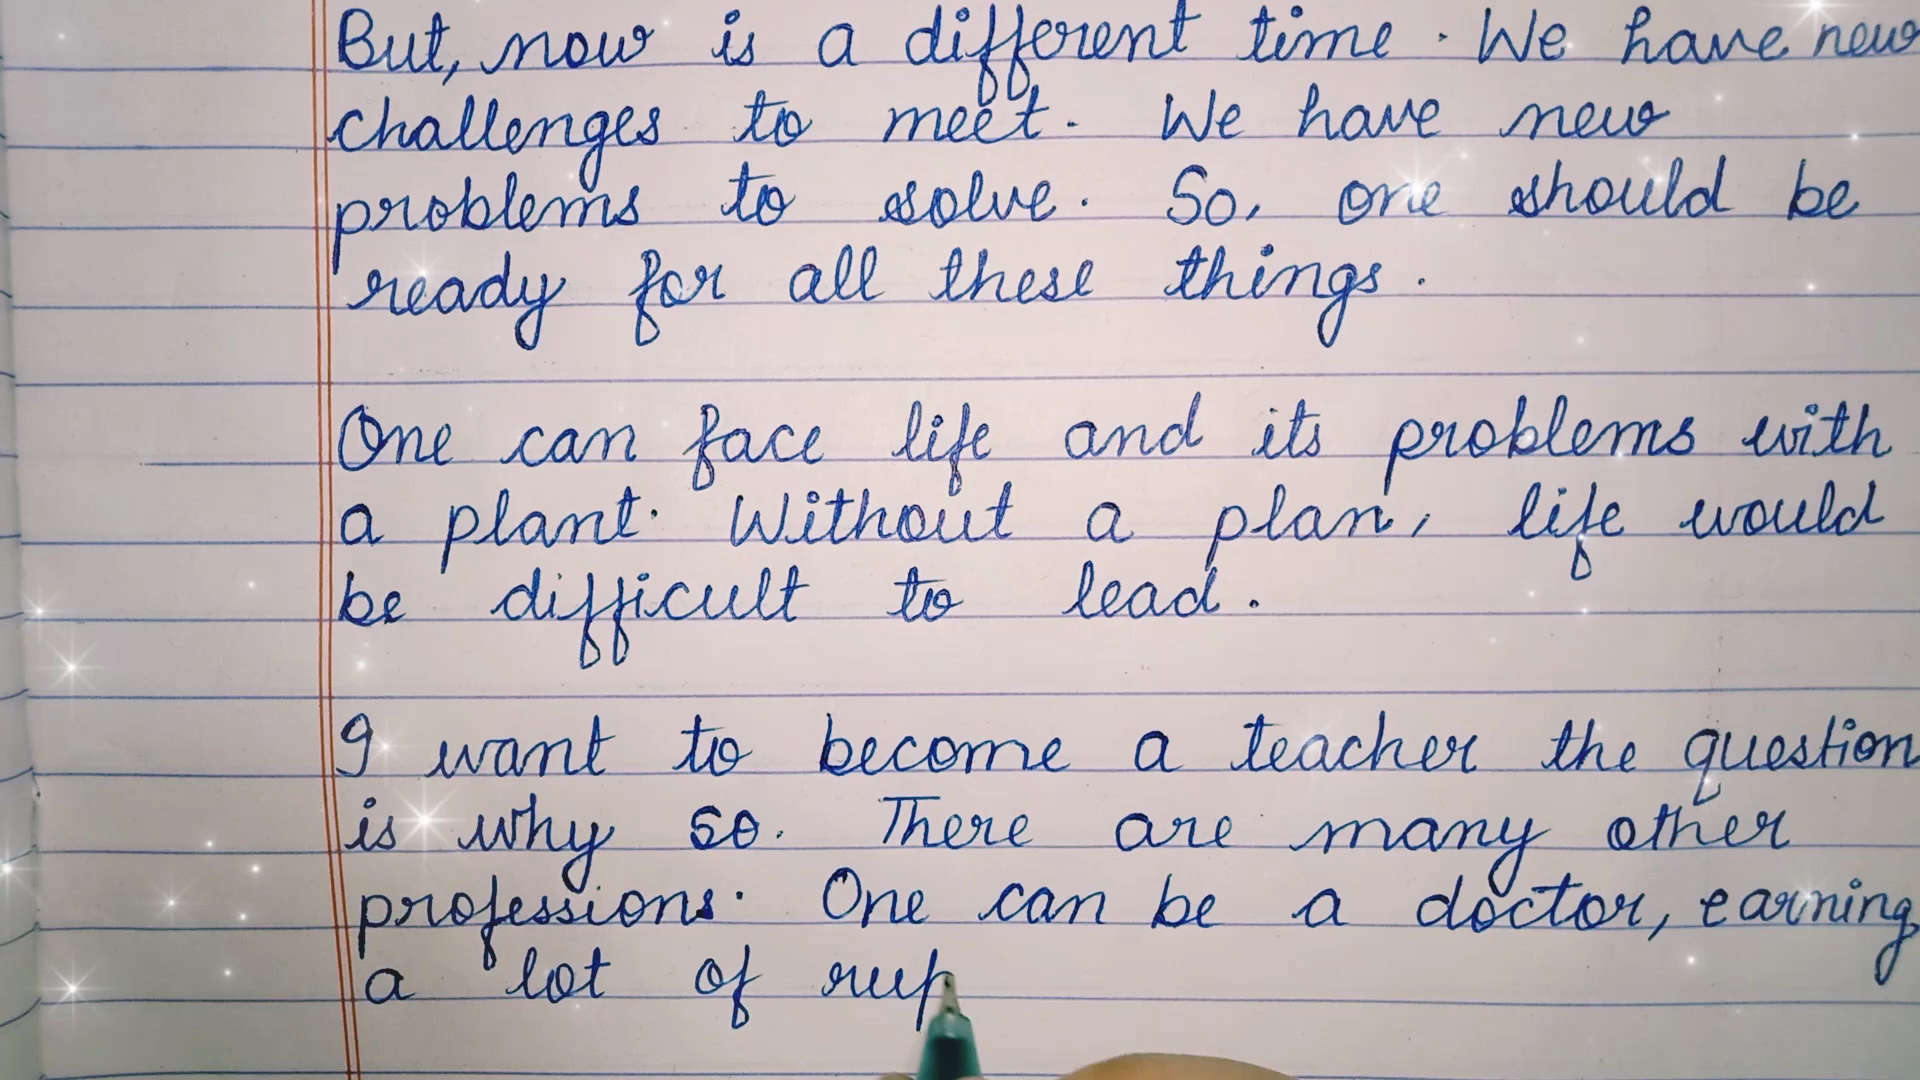 But, now is a different time. We have new
challenges to meet. We have new
problems to solve. So, one should be
ready for all these things.
One can face life and its problems with
a plant. Without a plan, life would
be difficult to lead.
I want to become a teacher the question
is why so. There are many other
professions. One can be a doctor, earning
a lot of rup